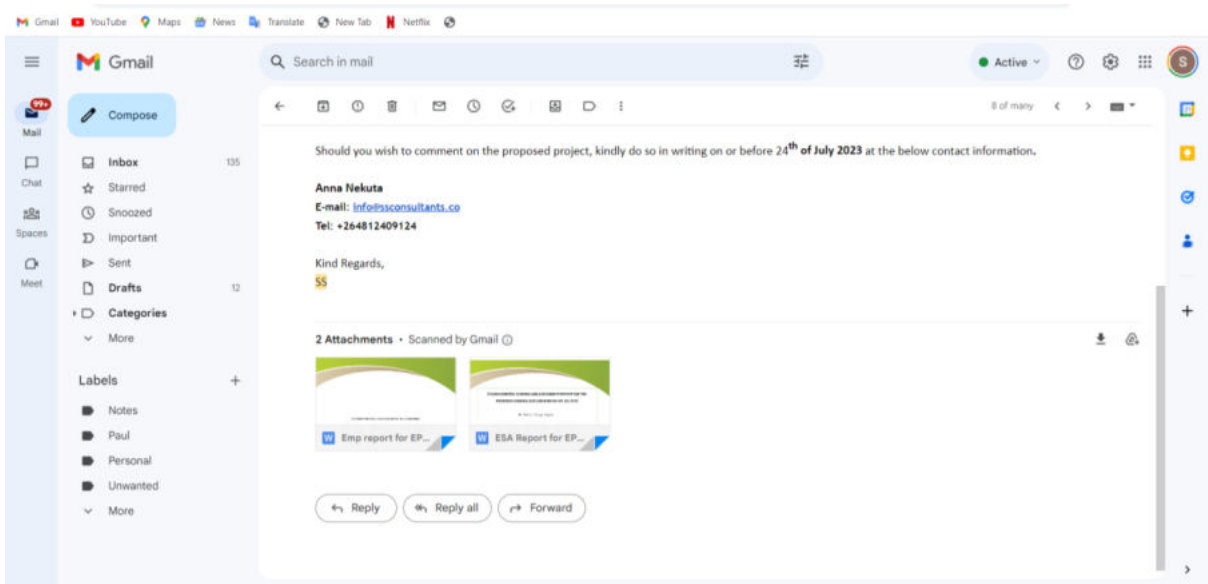 Gmail YouTube Maps News Translate New Tab Netflix
Gmail
Search in mail
Active
S
99+
Mail
Chat
Spaces
Meet
Compose
Inbox 135
Starred
Snoozed
Important
Sent
Drafts 12
Categories
More
Labels +
Notes
Paul
Personal
Unwanted
More
8 of many
Should you wish to comment on the proposed project, kindly do so in writing on or before 24th of July 2023 at the below contact information.
Anna Nekuta
E-mail: info@ssconsultants.co
Tel: +264812409124
Kind Regards,
SS
2 Attachments • Scanned by Gmail
W Emp report for EP...
W ESA Report for EP...
Reply Reply all Forward